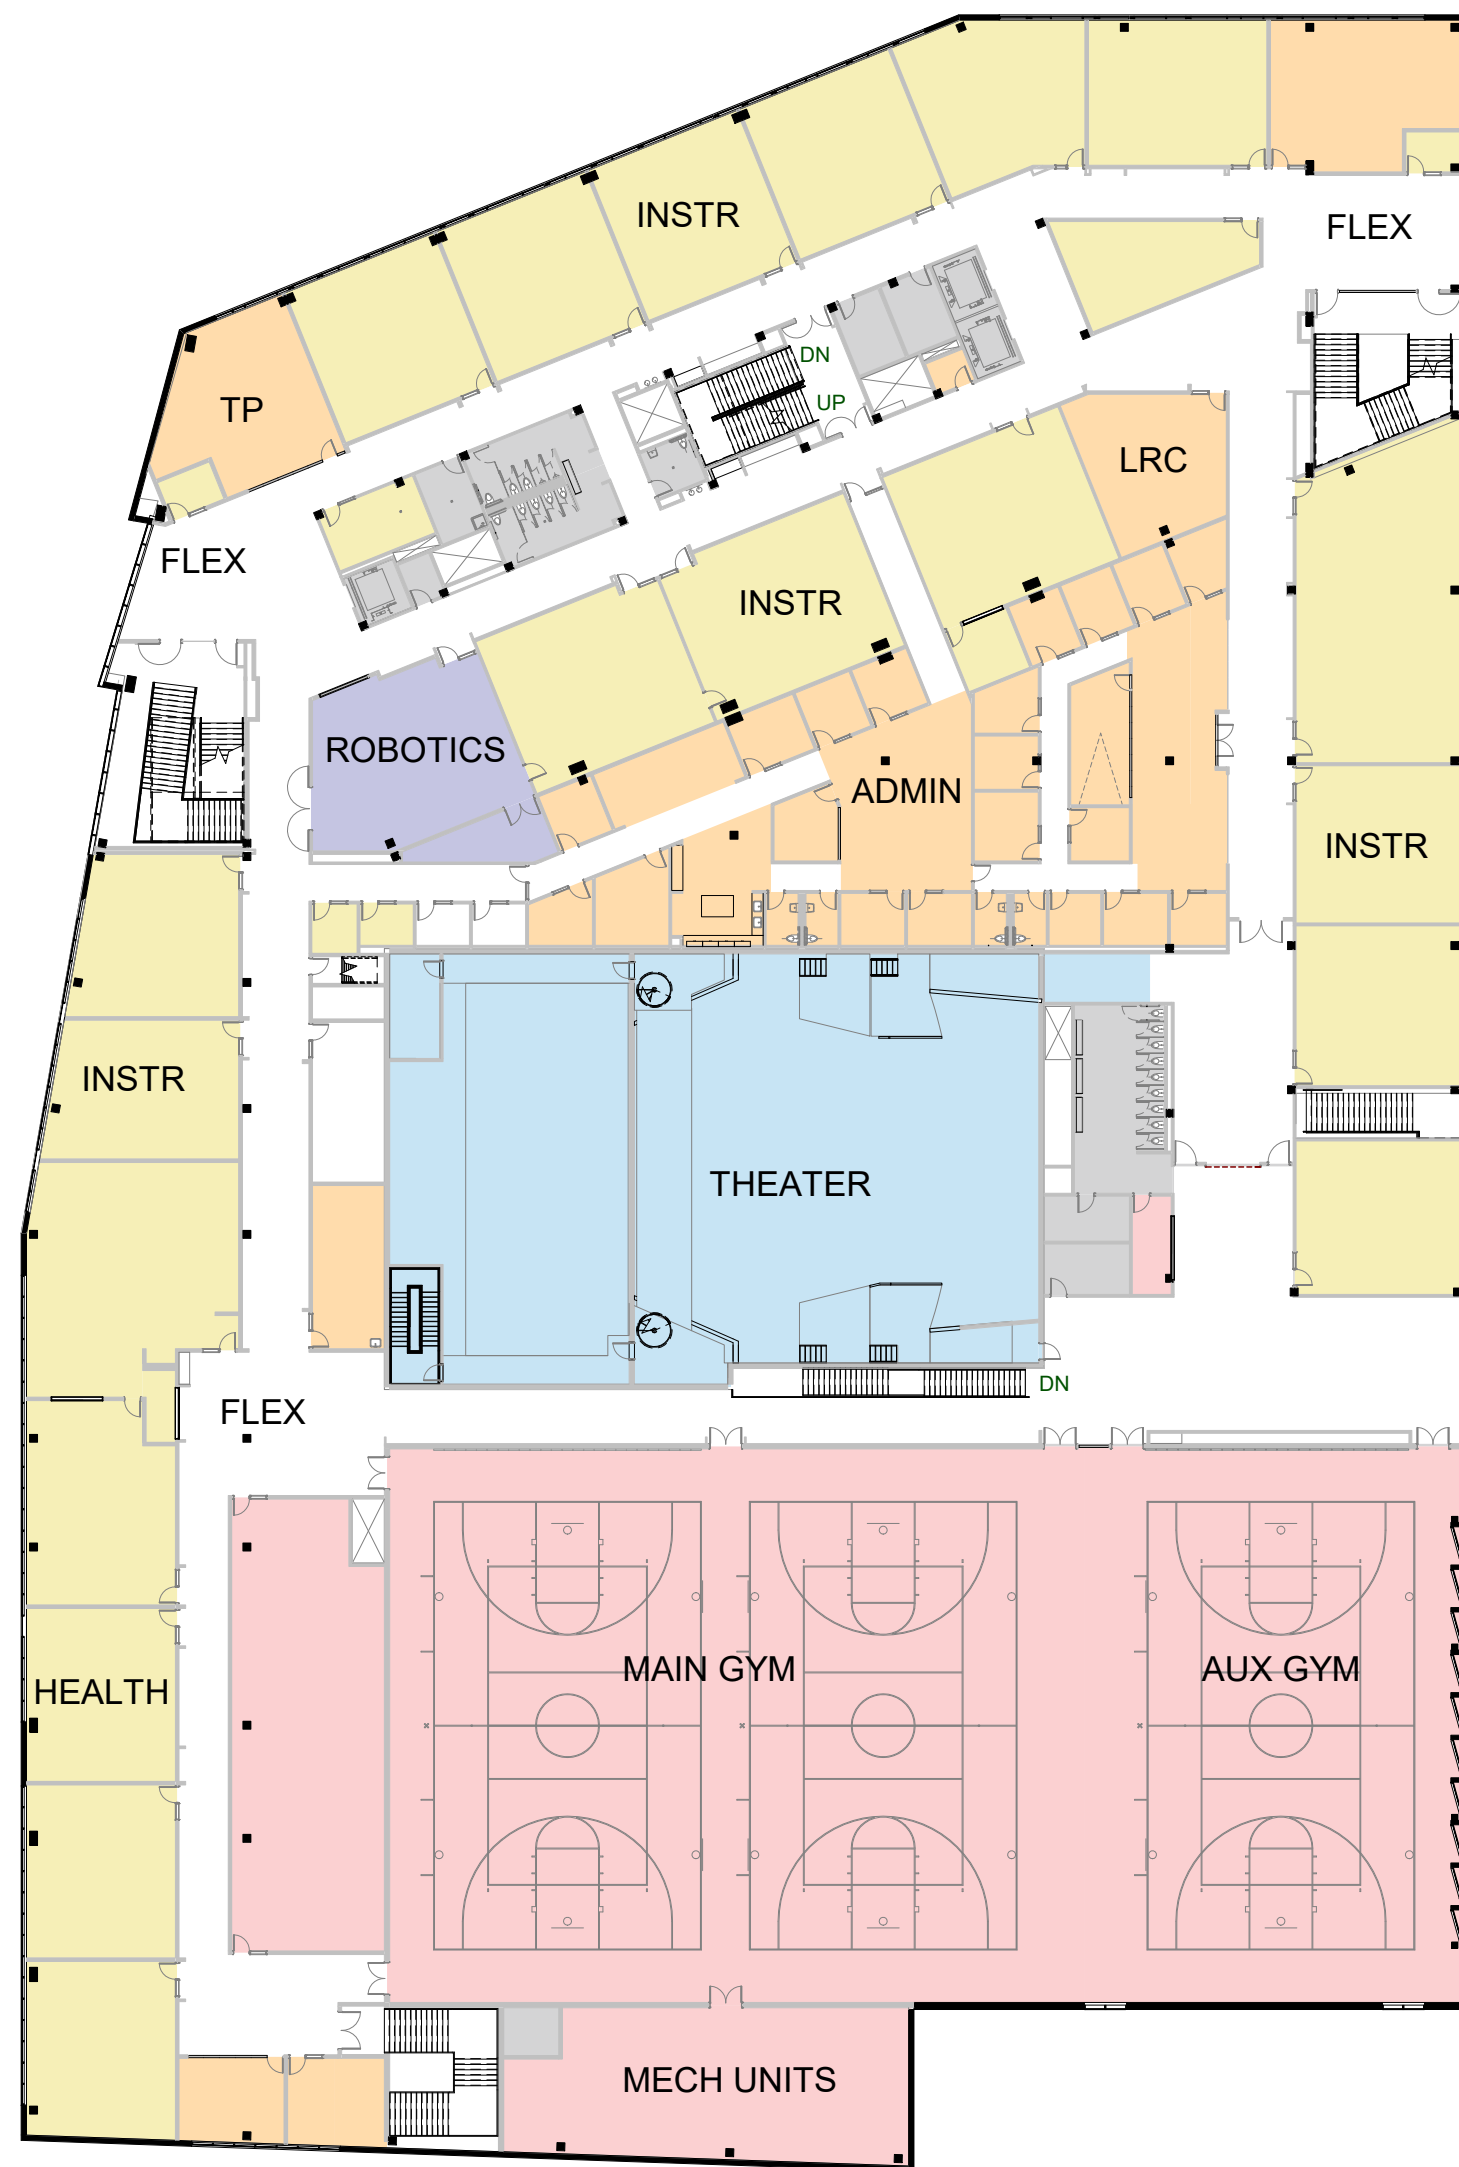 INSTR
FLEX
DN
UP
TP
LRC
FLEX
INSTR
ROBOTICS
ADMIN
INSTR
INSTR
THEATER
DN
FLEX
MAIN GYM
AUX GYM
HEALTH
MECH UNITS